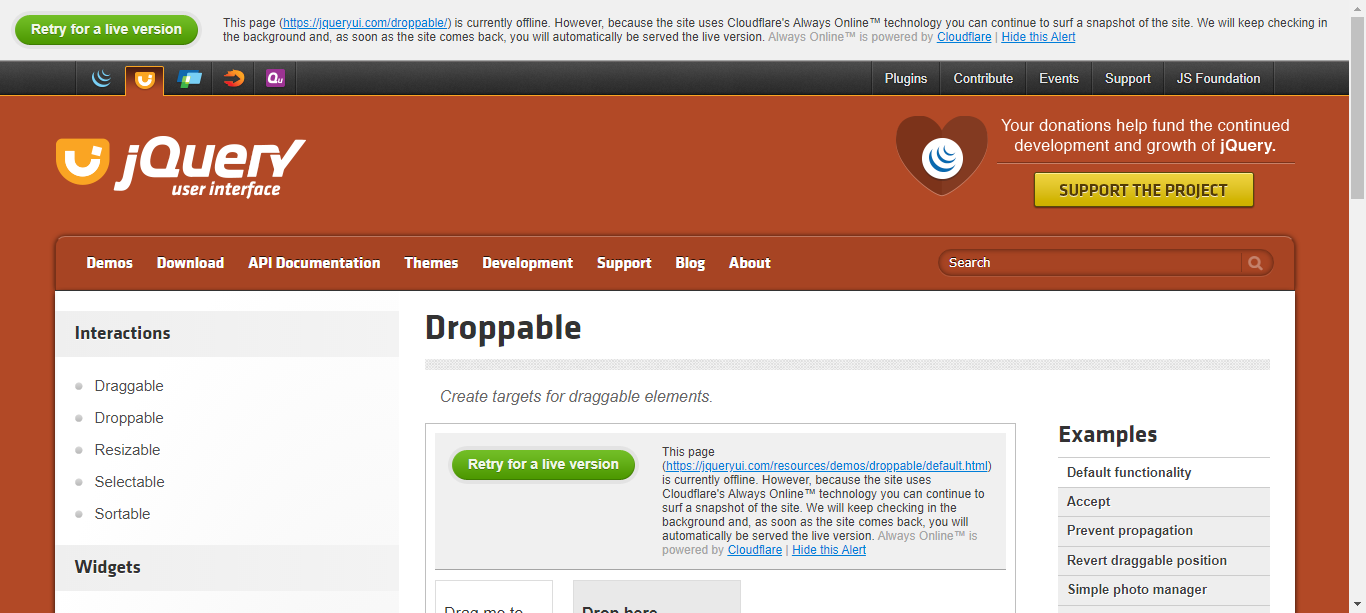 Retry for a live version
This page (https://jqueryui.com/droppable/) is currently offline. However, because the site uses Cloudflare's Always Online™ technology you can continue to surf a snapshot of the site. We will keep checking in
the background and, as soon as the site comes back, you will automatically be served the live version. Always Online™ is powered by Cloudflare | Hide this Alert
Qu
Plugins
Contribute
Events
Support
JS Foundation
jQuery
user interface
Your donations help fund the continued
development and growth of jQuery.
SUPPORT THE PROJECT
Demos
Download
API Documentation
Themes
Development
Support
Blog
About
Search
Interactions
Draggable
Droppable
Resizable
Selectable
Sortable
Widgets
Droppable
Create targets for draggable elements.
Retry for a live version
This page
(https://jqueryui.com/resources/demos/droppable/default.html)
is currently offline. However, because the site uses
Cloudflare's Always Online™ technology you can continue to
surf a snapshot of the site. We will keep checking in the
background and, as soon as the site comes back, you will
automatically be served the live version. Always Online™ is
powered by Cloudflare | Hide this Alert
Drag me to
Drop here
Examples
Default functionality
Accept
Prevent propagation
Revert draggable position
Simple photo manager